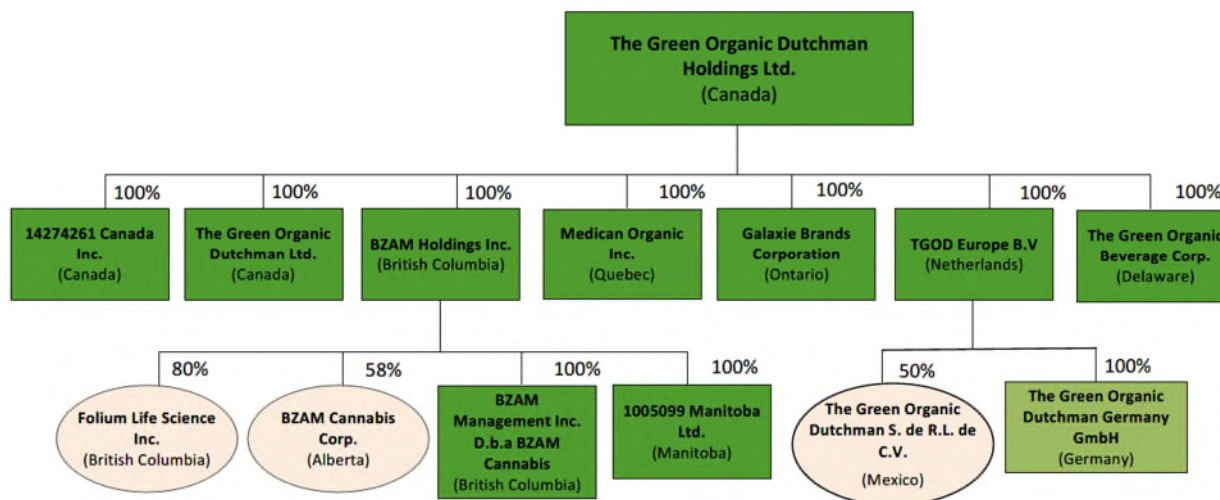 The Green Organic Dutchman
Holdings Ltd.
(Canada)
100%
100%
100%
100%
100%
100%
100%
14274261 Canada
Inc.
(Canada)
The Green Organic
Dutchman Ltd.
(Canada)
BZAM Holdings Inc.
(British Columbia)
Medican Organic
Inc.
(Quebec)
Galaxie Brands
Corporation
(Ontario)
TGOD Europe B.V
(Netherlands)
The Green Organic
Beverage Corp.
(Delaware)
80%
58%
100%
100%
50%
100%
Folium Life Science
Inc.
(British Columbia)
BZAM Cannabis
Corp.
(Alberta)
BZAM
Management Inc.
D.b.a BZAM
Cannabis
(British Columbia)
1005099 Manitoba
Ltd.
(Manitoba)
The Green Organic
Dutchman S. de R.L. de
C.V.
(Mexico)
The Green Organic
Dutchman Germany
GmbH
(Germany)